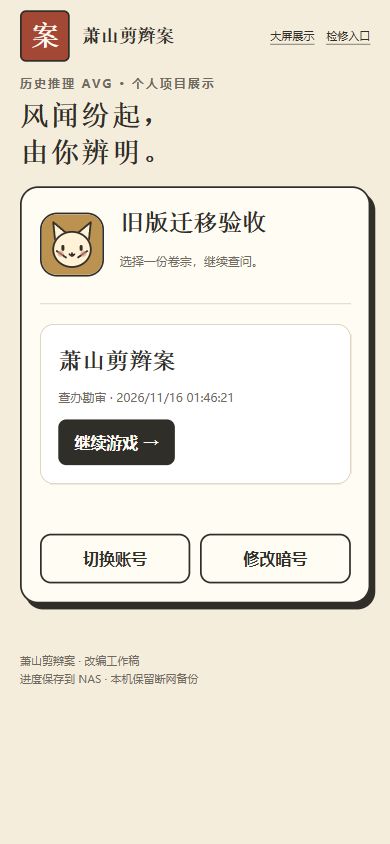 案
萧山剪辫案
大屏展示 检修入口
历史推理 AVG · 个人项目展示
风闻纷起，
由你辨明。
旧版迁移验收
选择一份卷宗，继续查问。
萧山剪辫案
查办勘审 · 2026/11/16 01:46:21
继续游戏 →
切换账号 修改暗号
萧山剪辫案 · 改编工作稿
进度保存到 NAS · 本机保留断网备份